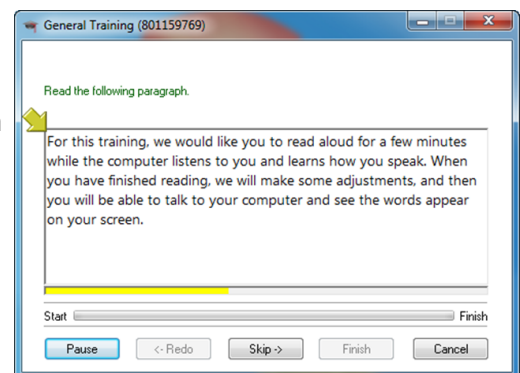 General Training (801159769)
Read the following paragraph.
For this training, we would like you to read aloud for a few minutes
while the computer listens to you and learns how you speak. When
you have finished reading, we will make some adjustments, and then
you will be able to talk to your computer and see the words appear
on your screen.
Start Finish
Pause <- Redo Skip -> Finish Cancel